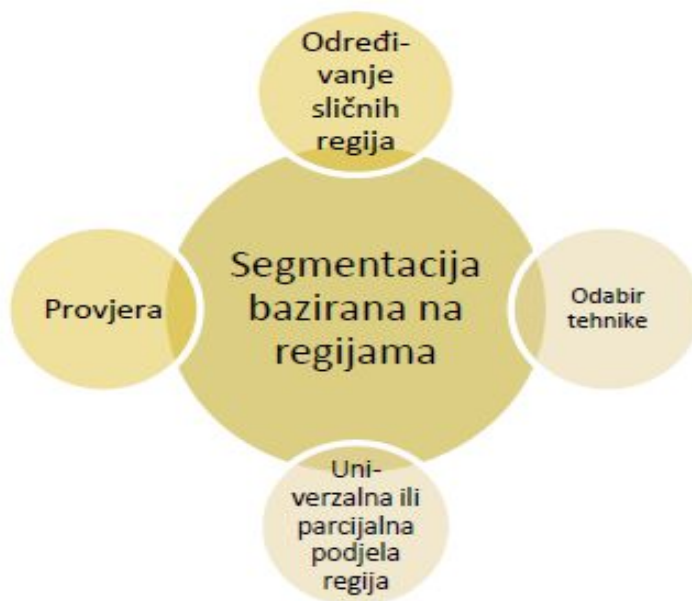 Određi-
vanje
sličnih
regija
Segmentacija
bazirana na
regijama
Provjera
Odabir
tehnike
Uni-
verzalna ili
parcijalna
podjela
regija